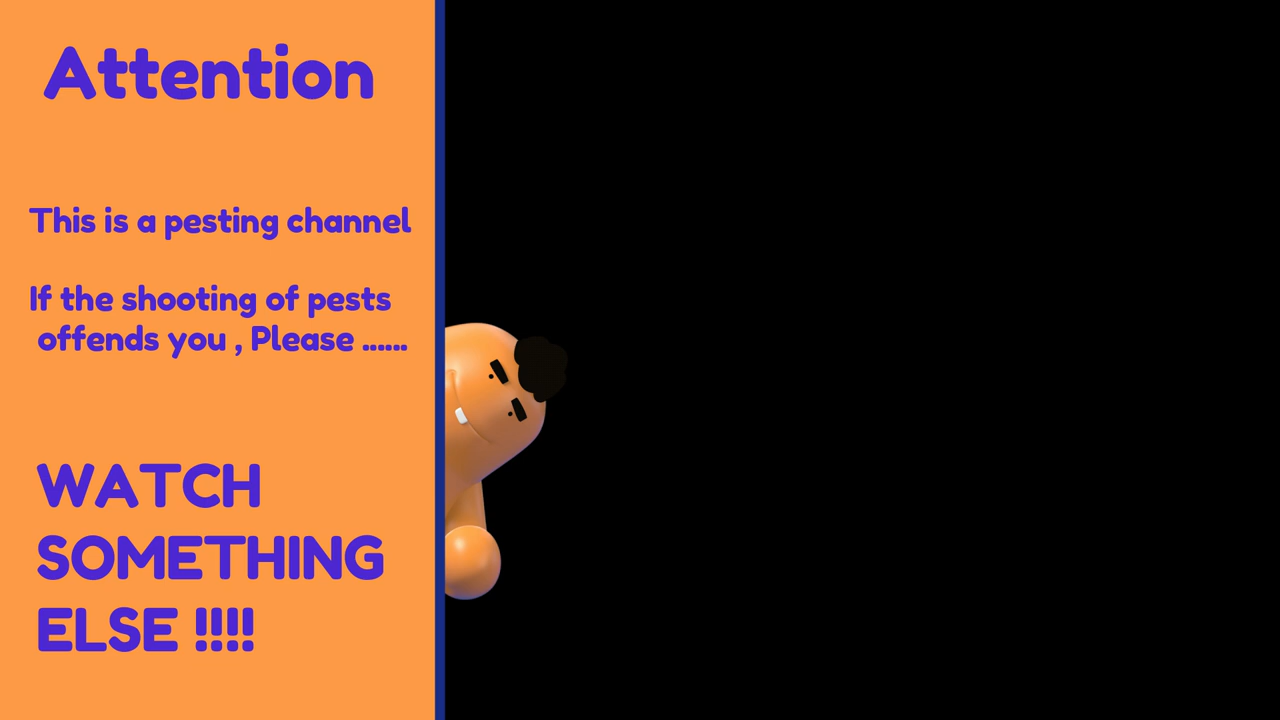 Attention
This is a pesting channel
If the shooting of pests
offends you , Please ......
WATCH
SOMETHING
ELSE !!!!